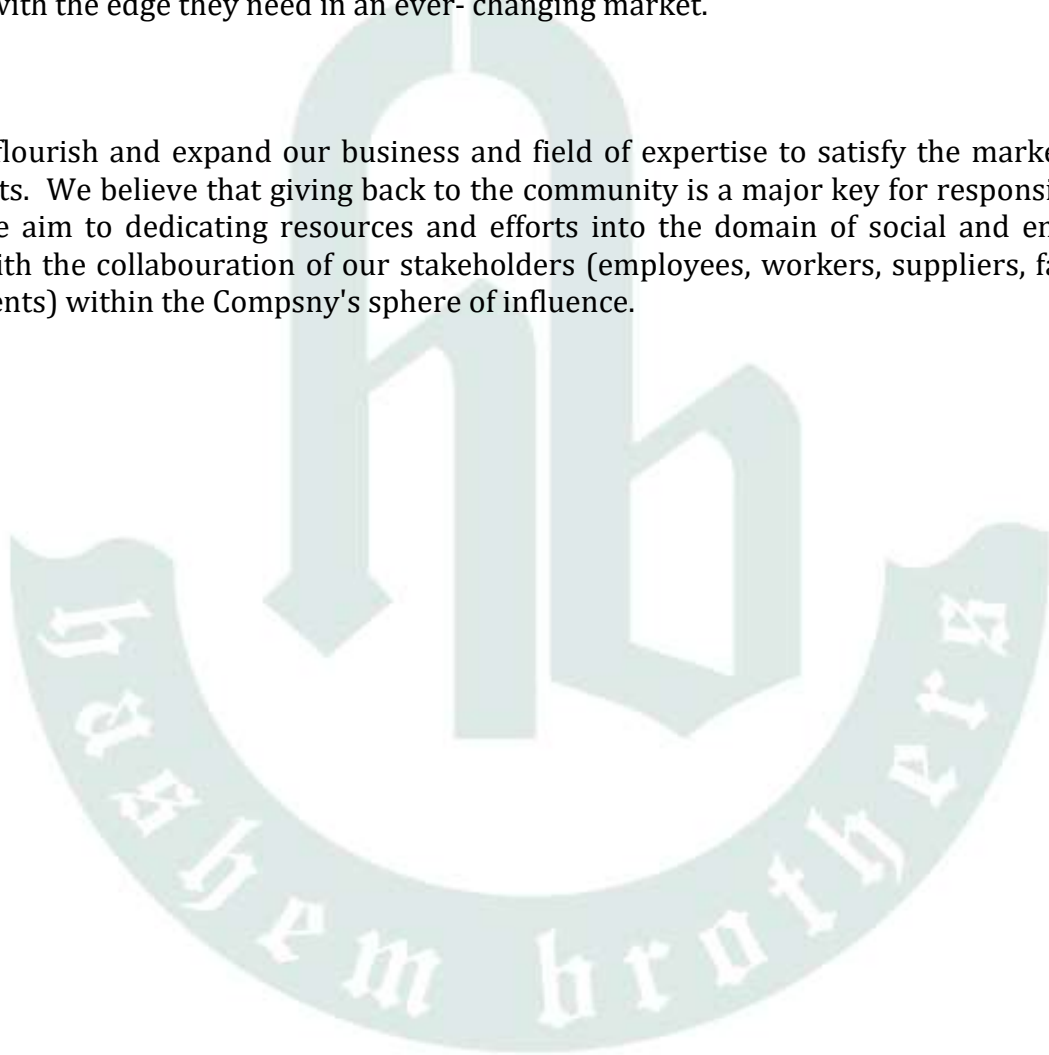 with the edge they need in an ever- changing market.
flourish and expand our business and field of expertise to satisfy the marke
ts. We believe that giving back to the community is a major key for responsi
e aim to dedicating resources and efforts into the domain of social and en
ith the collabouration of our stakeholders (employees, workers, suppliers, fa
ents) within the Compsny's sphere of influence.
hb
hashem brothers